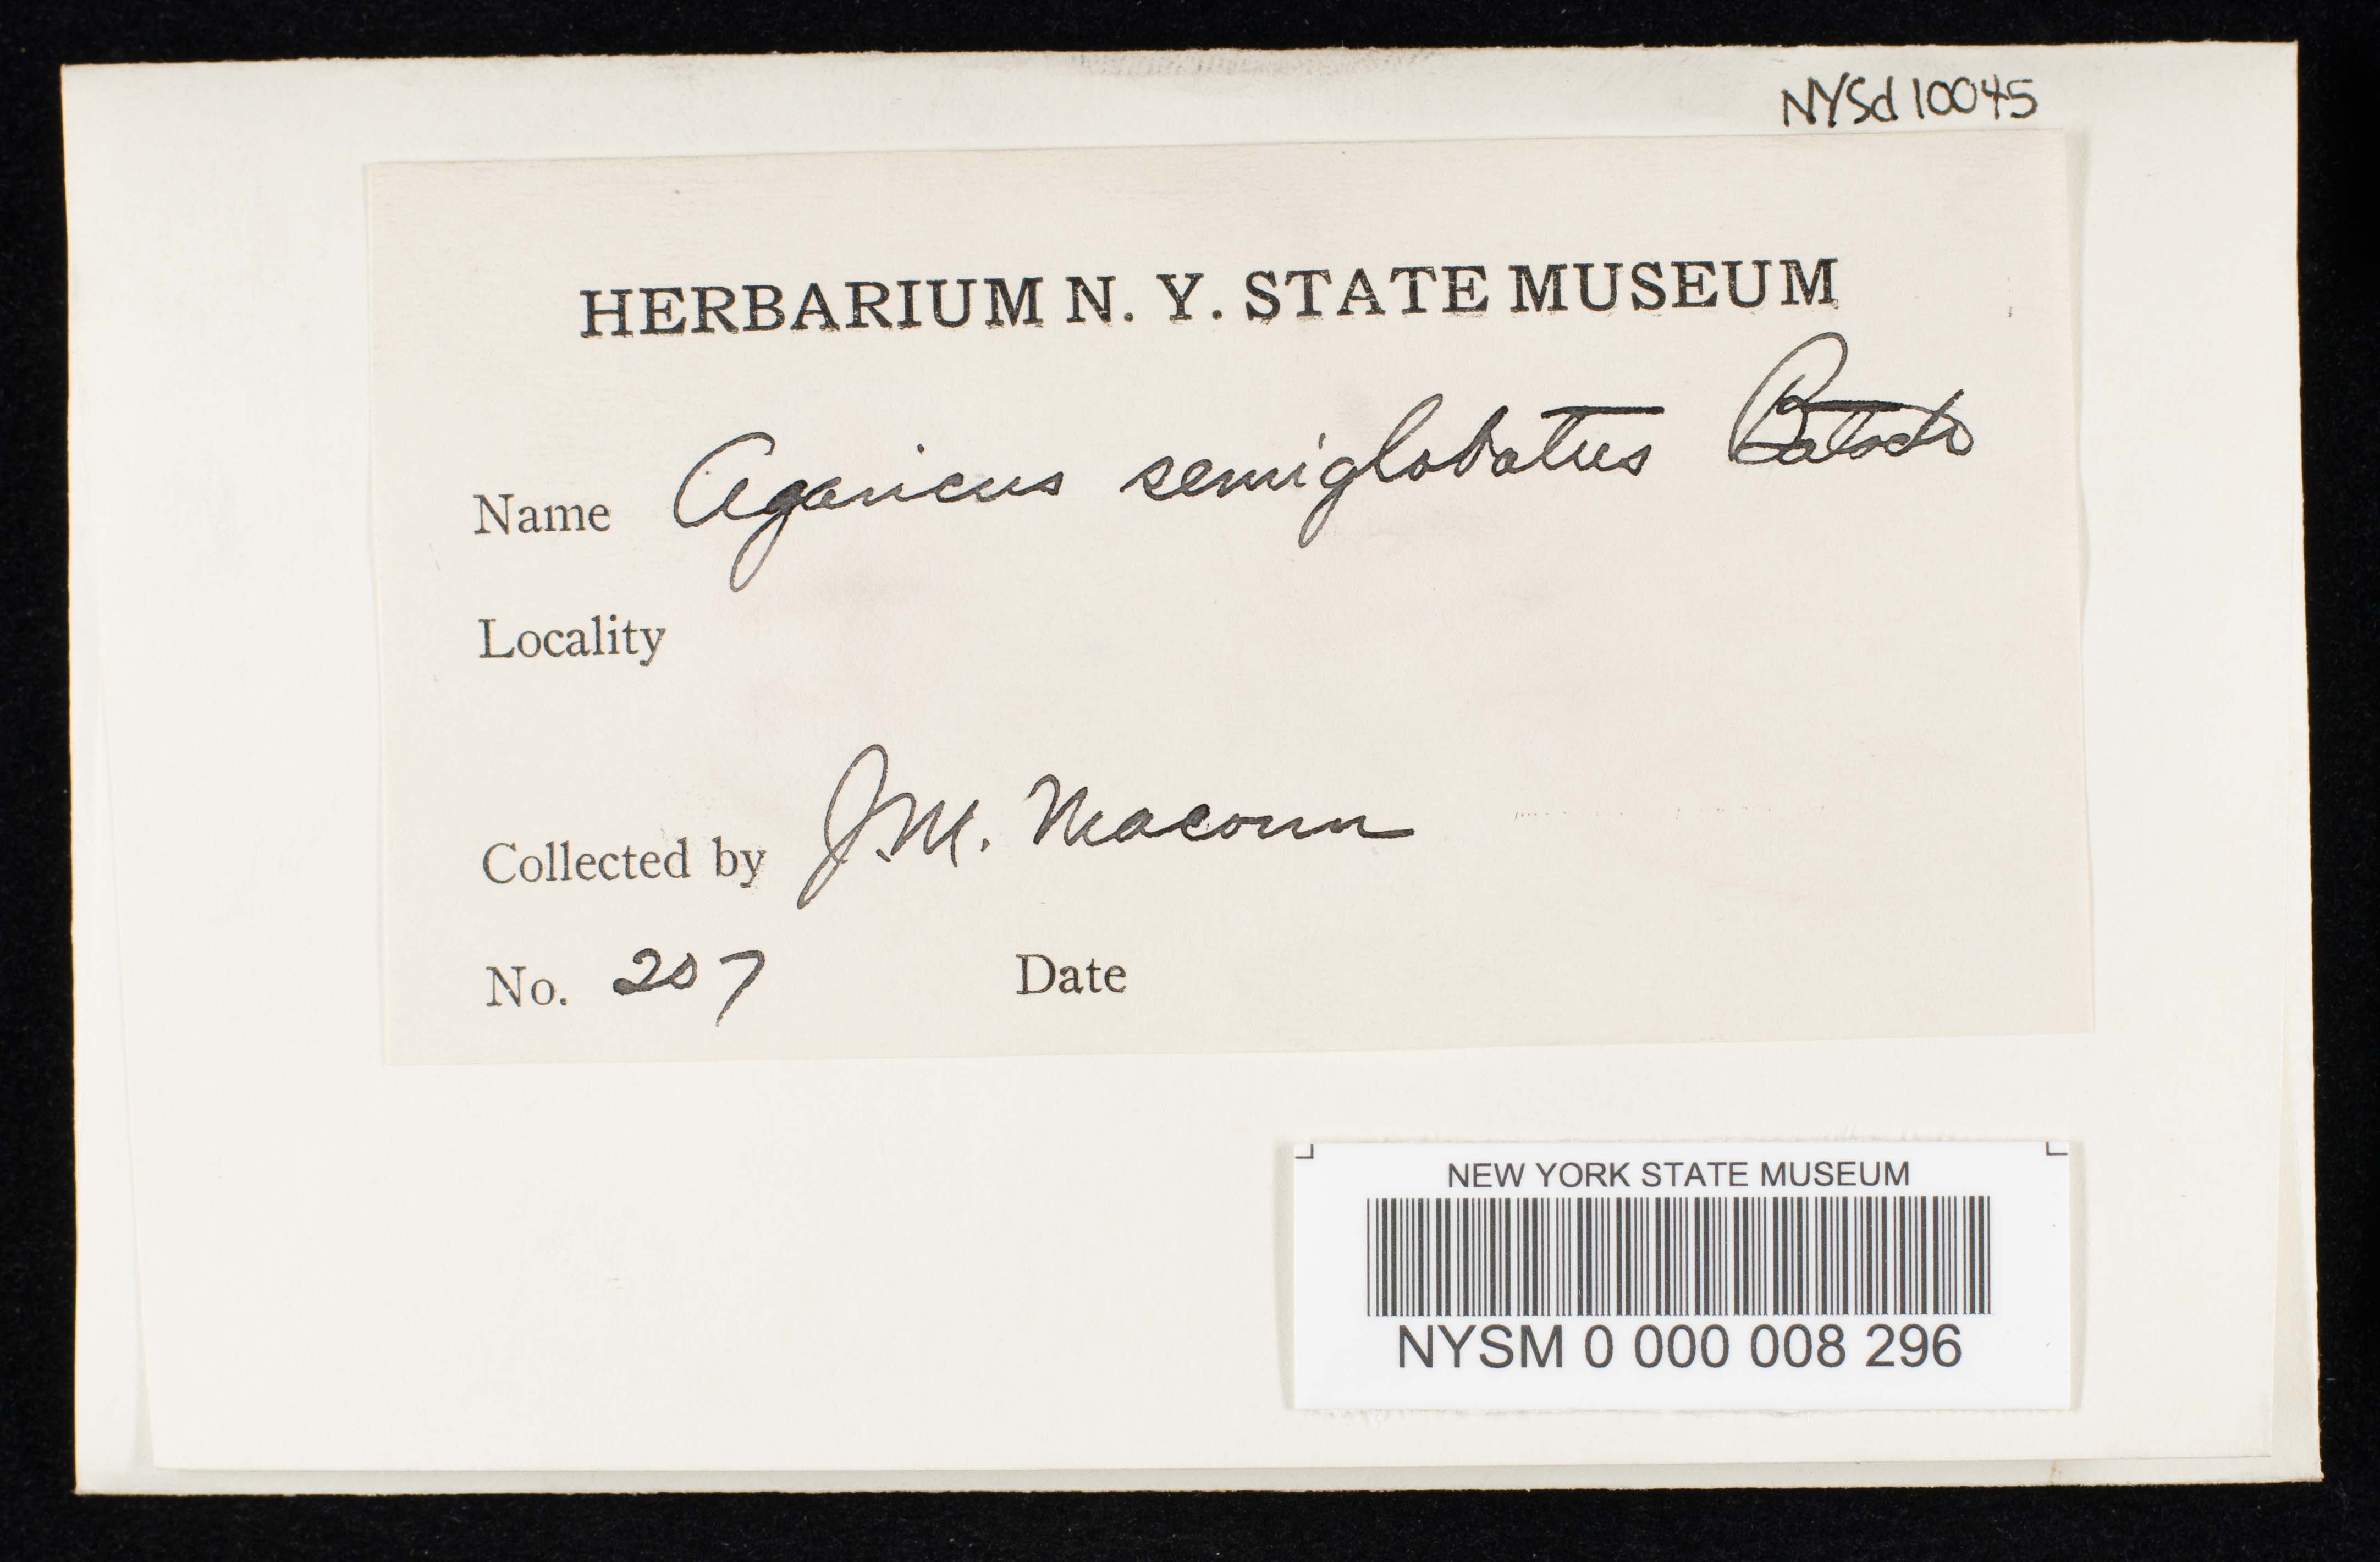 NYSd 10045
HERBARIUM N. Y. STATE MUSEUM
Name Agaricus semiglobatus Batsch
Locality
Collected by J.M. Macoun
No. 207 Date
NEW YORK STATE MUSEUM
NYSM 0 000 008 296